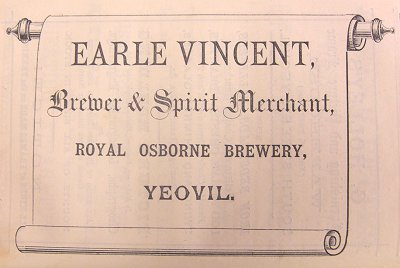 EARLE VINCENT,
Brewer & Spirit Merchant,
ROYAL OSBORNE BREWERY,
YEOVIL.